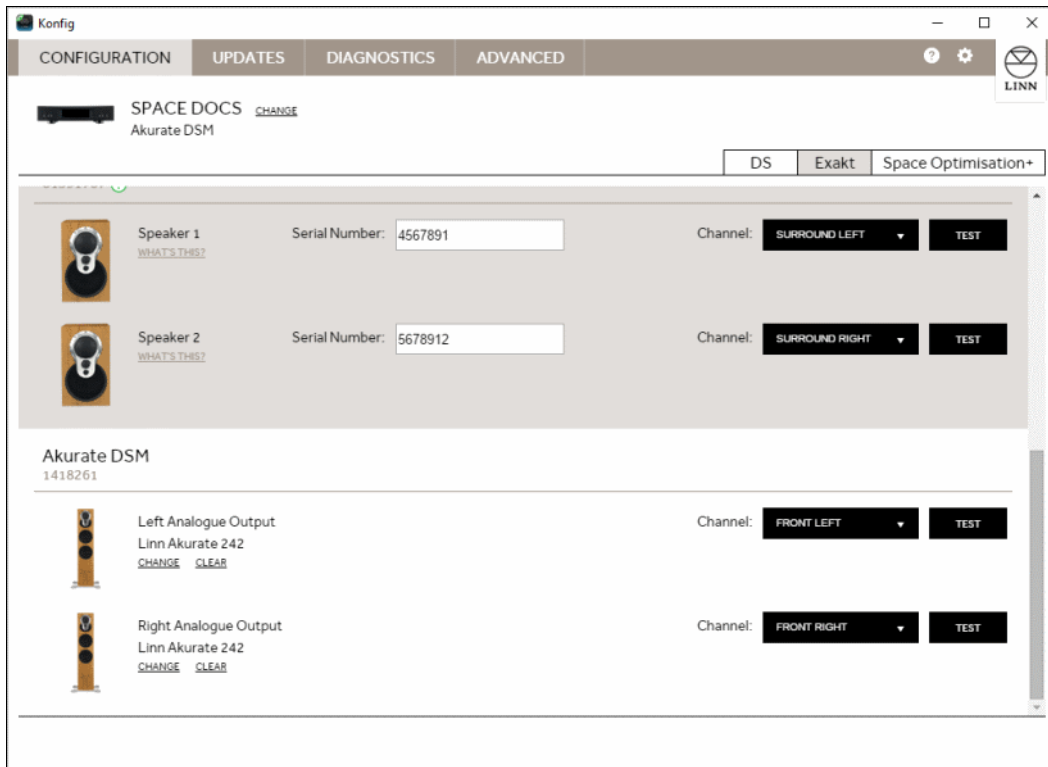 Konfig
CONFIGURATION UPDATES DIAGNOSTICS ADVANCED
LINN
SPACE DOCS CHANGE
Akurate DSM
DS Exakt Space Optimisation+
Speaker 1 Serial Number: 4567891 Channel: SURROUND LEFT TEST
WHAT'S THIS?
Speaker 2 Serial Number: 5678912 Channel: SURROUND RIGHT TEST
WHAT'S THIS?
Akurate DSM
1418261
Left Analogue Output Channel: FRONT LEFT TEST
Linn Akurate 242
CHANGE CLEAR
Right Analogue Output Channel: FRONT RIGHT TEST
Linn Akurate 242
CHANGE CLEAR